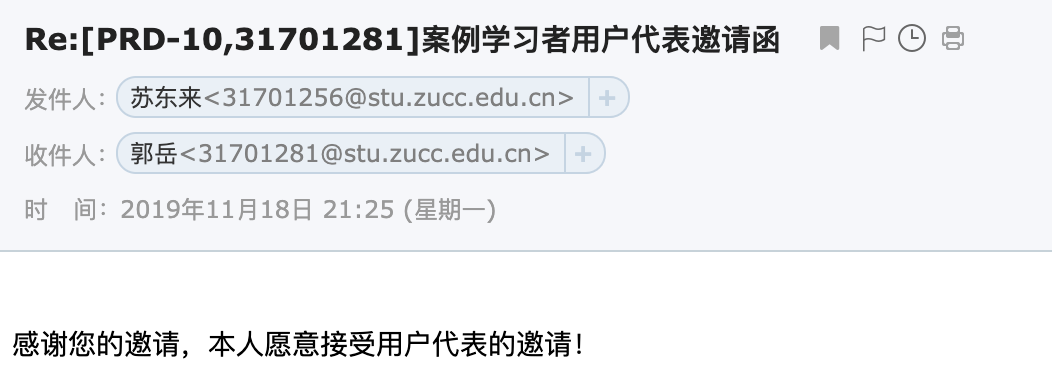 Re:[PRD-10,31701281]案例学习者用户代表邀请函
发件人：苏东来<31701256@stu.zucc.edu.cn>
收件人：郭岳<31701281@stu.zucc.edu.cn>
时 间：2019年11月18日 21:25 (星期一)
感谢您的邀请，本人愿意接受用户代表的邀请！